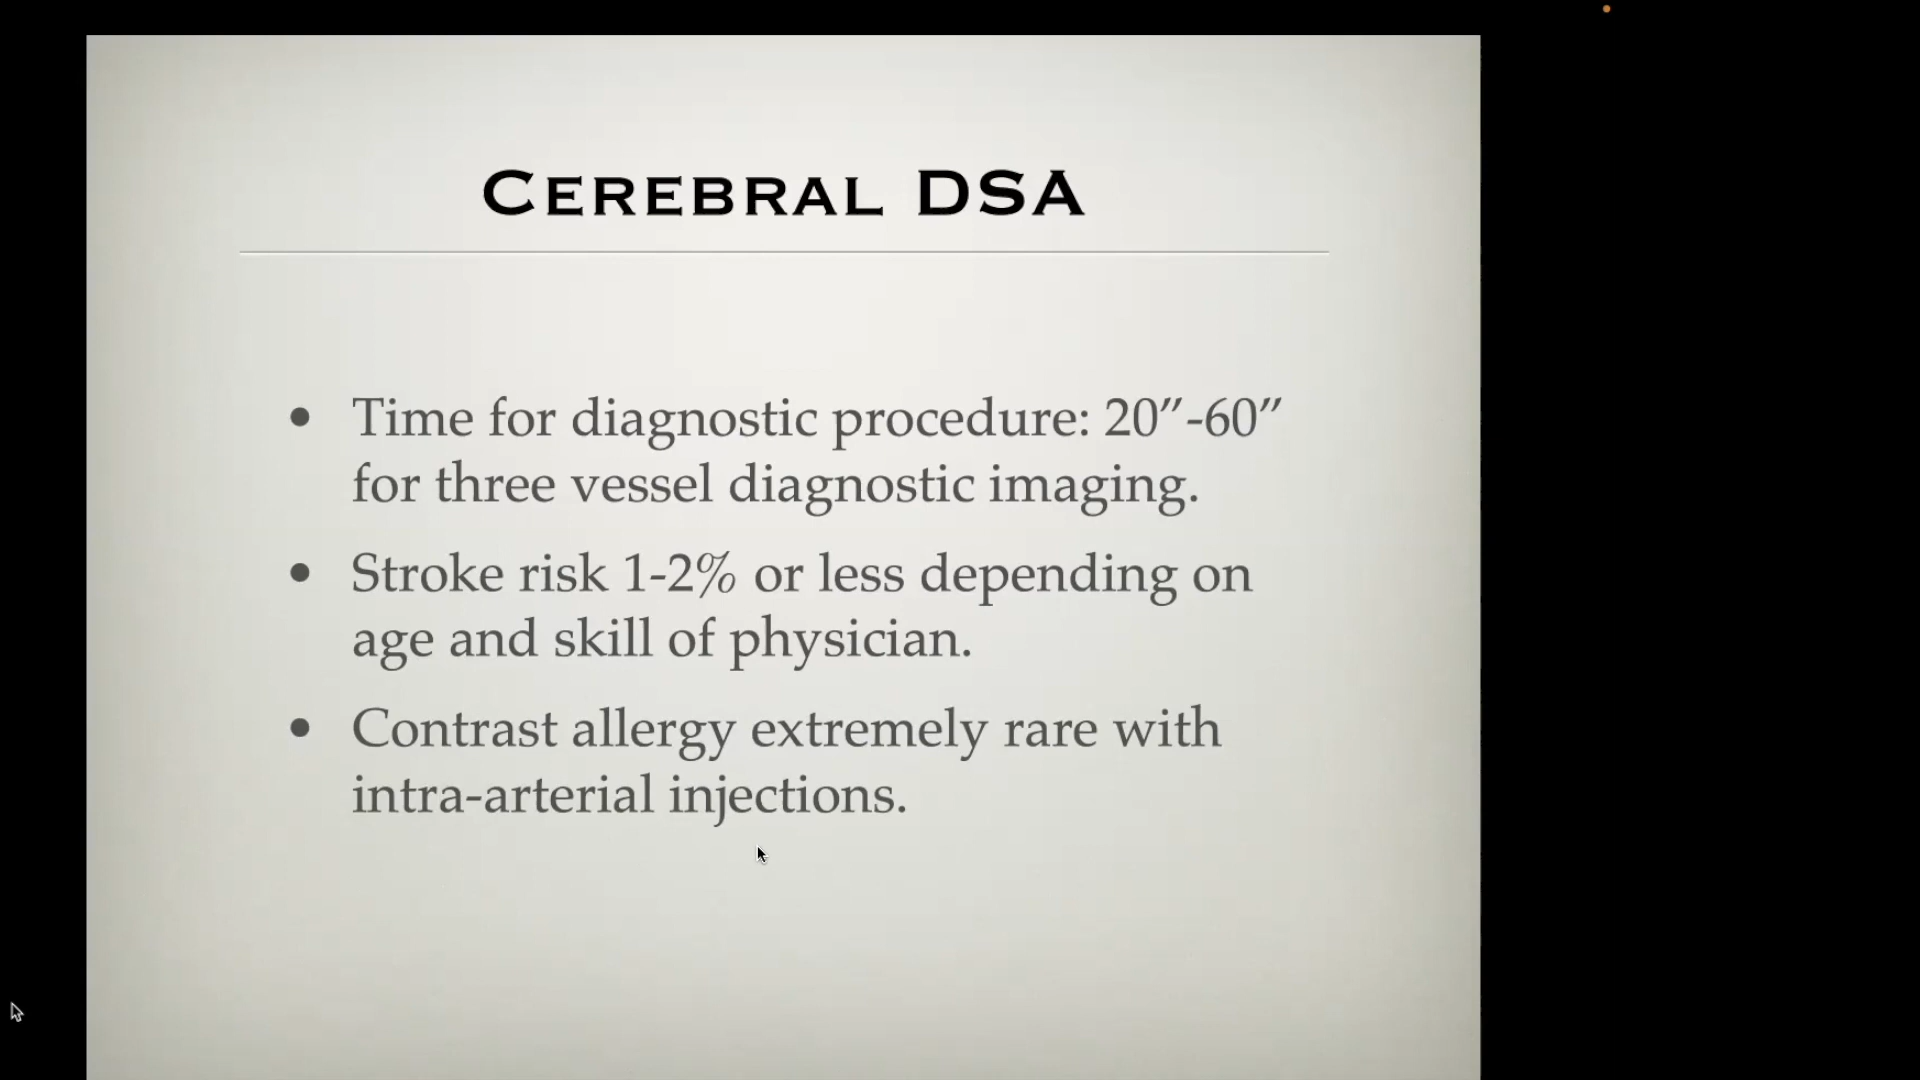 CEREBRAL DSA
• Time for diagnostic procedure: 20”-60”
for three vessel diagnostic imaging.
• Stroke risk 1-2% or less depending on
age and skill of physician.
• Contrast allergy extremely rare with
intra-arterial injections.